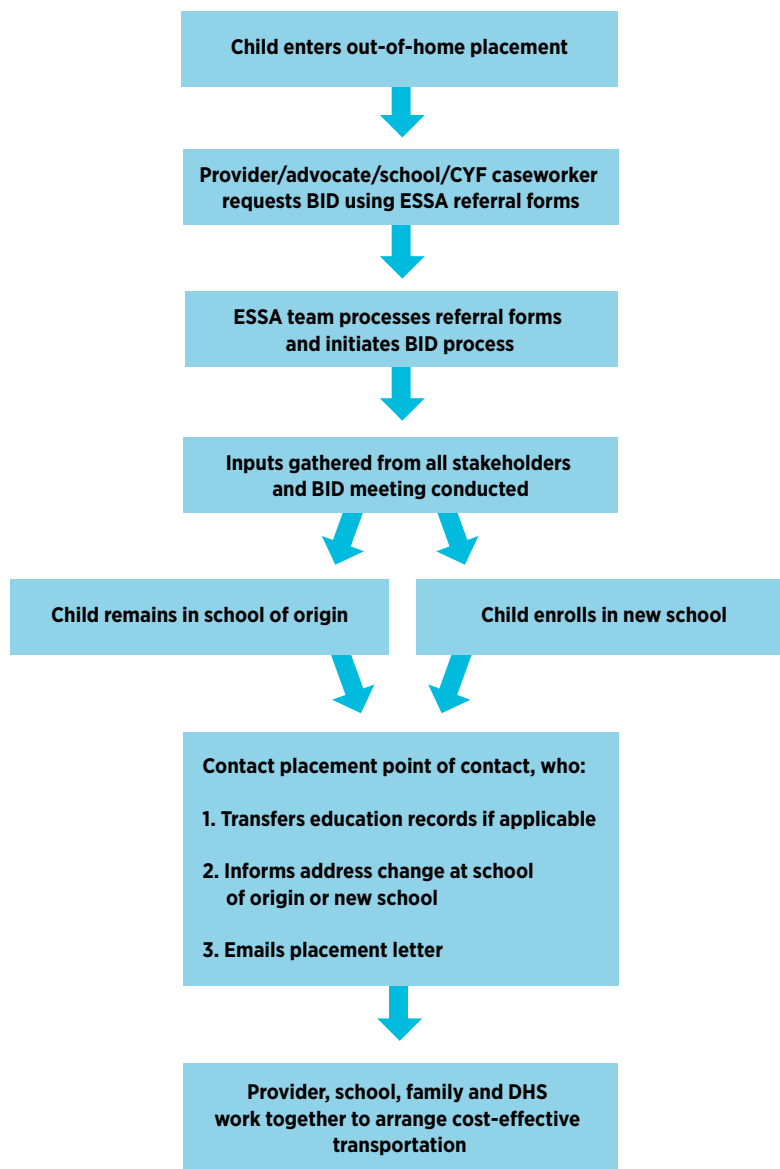 Child enters out-of-home placement
Provider/advocate/school/CYF caseworker
requests BID using ESSA referral forms
ESSA team processes referral forms
and initiates BID process
Inputs gathered from all stakeholders
and BID meeting conducted
Child remains in school of origin
Child enrolls in new school
Contact placement point of contact, who:
1. Transfers education records if applicable
2. Informs address change at school
of origin or new school
3. Emails placement letter
Provider, school, family and DHS
work together to arrange cost-effective
transportation